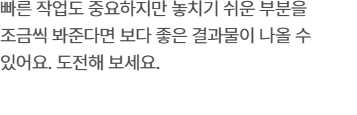 빠른 작업도 중요하지만 놓치기 쉬운 부분을
조금씩 봐준다면 보다 좋은 결과물이 나올 수
있어요. 도전해 보세요.